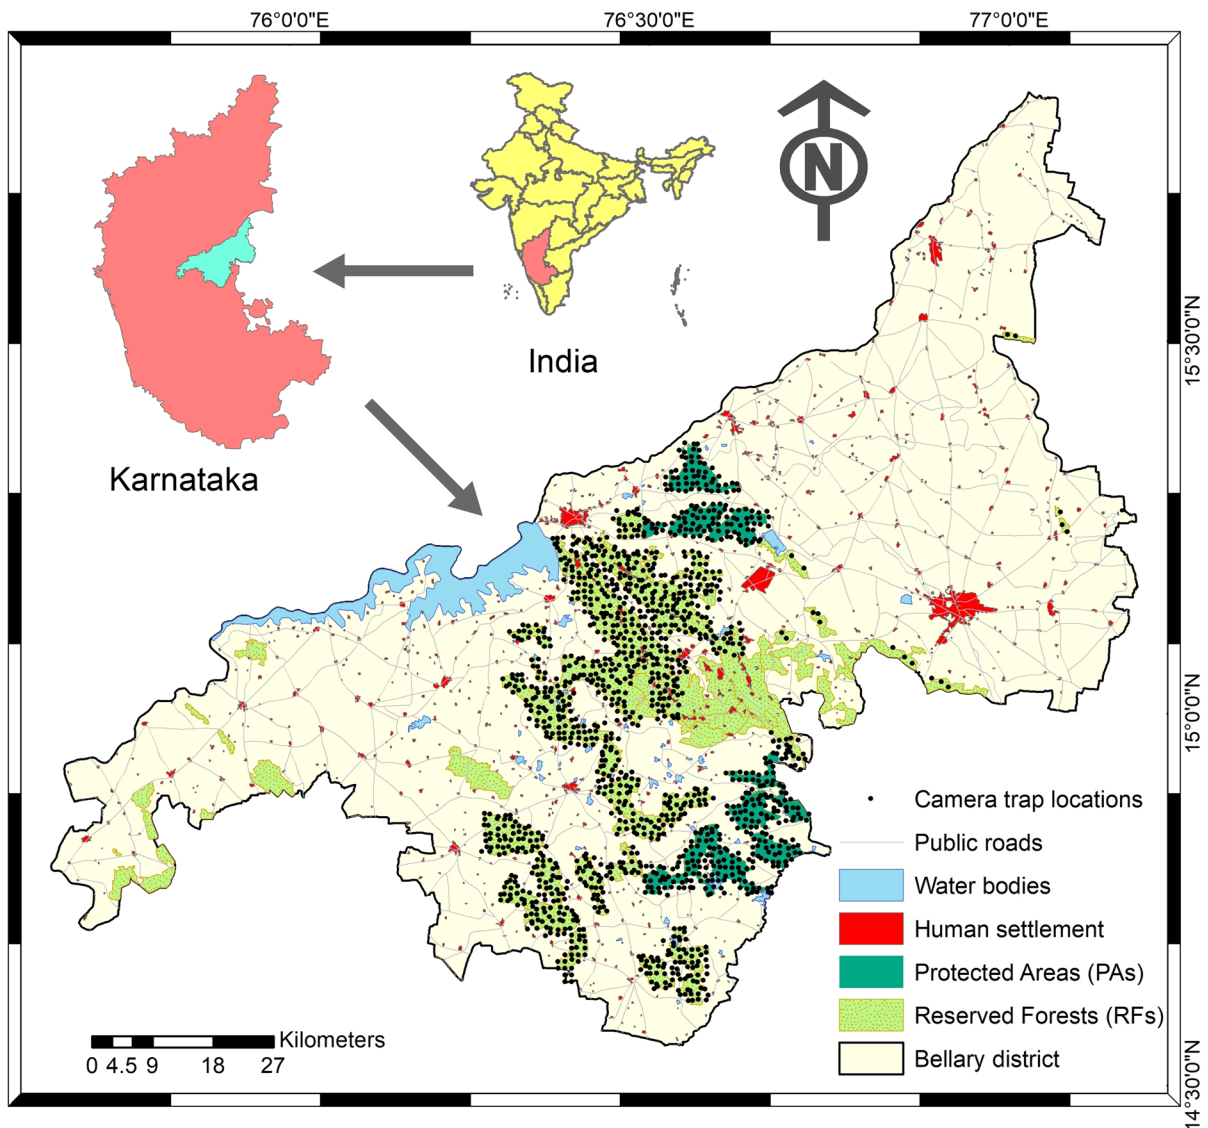 76°0'0"E
76°30'0"E
77°0'0"E
N
India
Karnataka
15°30'0"N
15°0'0"N
14°30'0"N
Camera trap locations
Public roads
Water bodies
Human settlement
Protected Areas (PAs)
Reserved Forests (RFs)
Bellary district
Kilometers
0 4.5 9 18 27